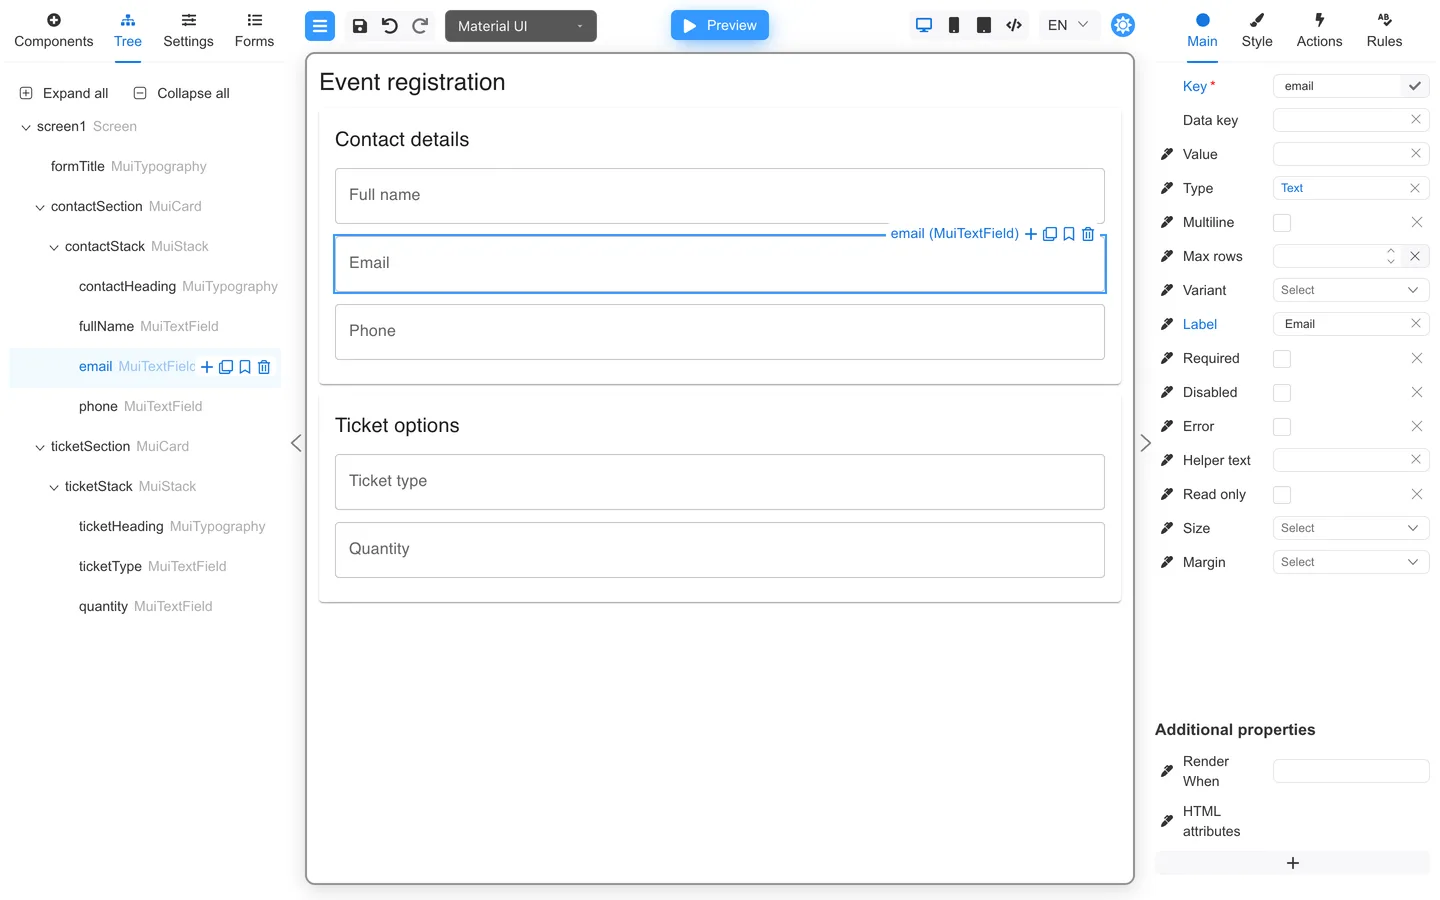 Components
Tree
Settings
Forms
Material UI
Preview
EN
Main
Style
Actions
Rules
Expand all
Collapse all
screen1 Screen
formTitle MuiTypography
contactSection MuiCard
contactStack MuiStack
contactHeading MuiTypography
fullName MuiTextField
email MuiTextFielc
phone MuiTextField
ticketSection MuiCard
ticketStack MuiStack
ticketHeading MuiTypography
ticketType MuiTextField
quantity MuiTextField
Event registration
Contact details
Full name
email (MuiTextField)
Email
Phone
Ticket options
Ticket type
Quantity
Key * email
Data key
Value
Type Text
Multiline
Max rows
Variant Select
Label Email
Required
Disabled
Error
Helper text
Read only
Size Select
Margin Select
Additional properties
Render
When
HTML
attributes